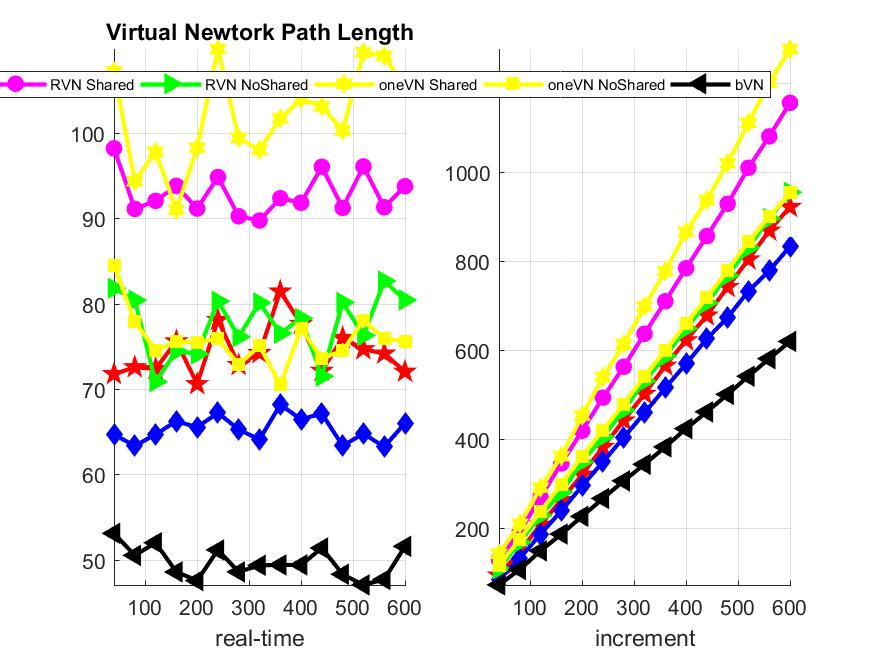 Virtual Newtork Path Length
RVN Shared RVN NoShared oneVN Shared oneVN NoShared bVN
100
90
80
70
60
50
100 200 300 400 500 600
real-time
1000
800
600
400
200
100 200 300 400 500 600
increment